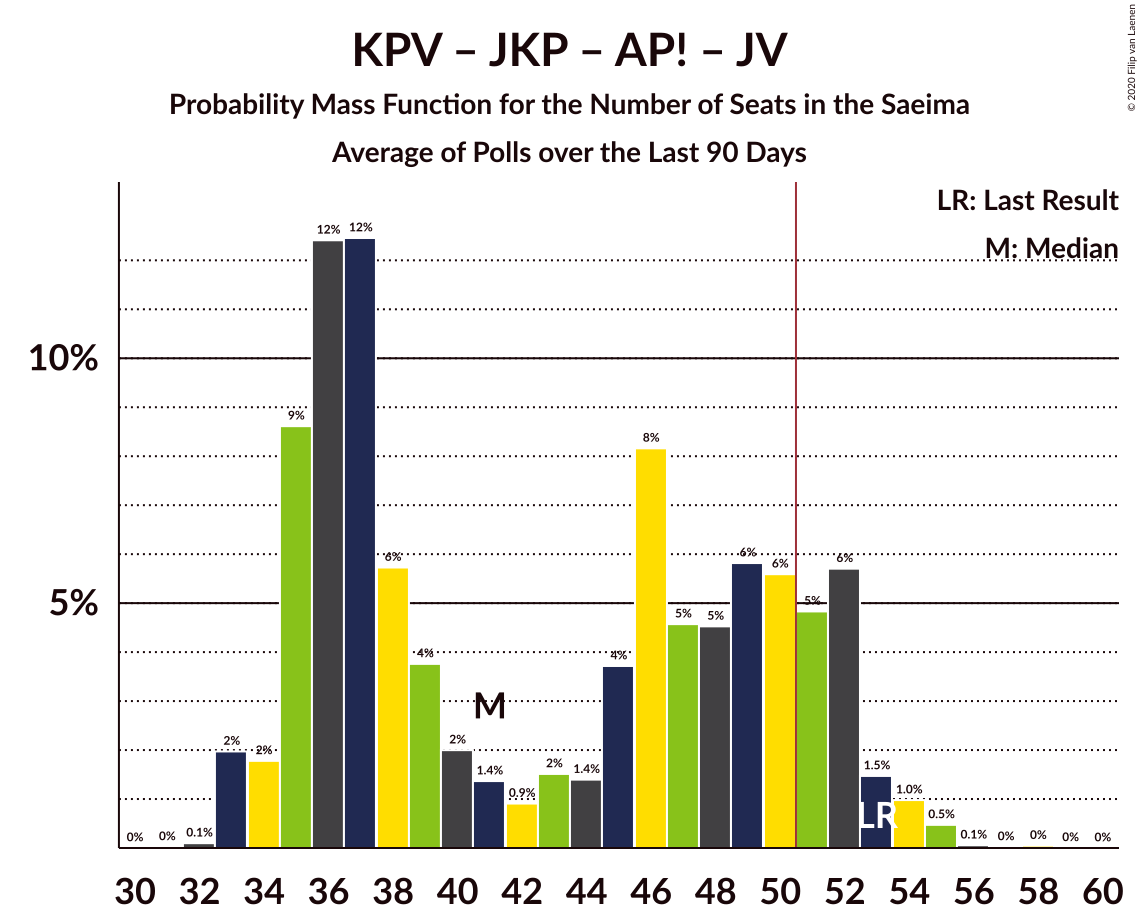 KPV – JKP – AP! – JV
Probability Mass Function for the Number of Seats in the Saeima
Average of Polls over the Last 90 Days
© 2020 Filip van Laenen
LR: Last Result
M: Median
10%
5%
0% 0% 0.1% 2% 2% 9% 12% 12% 6% 4% 2% 1.4% 0.9% 2% 1.4% 4% 8% 5% 5% 6% 6% 5% 6% 1.5% 1.0% 0.5% 0.1% 0% 0% 0% 0%
M
LR
30 32 34 36 38 40 42 44 46 48 50 52 54 56 58 60